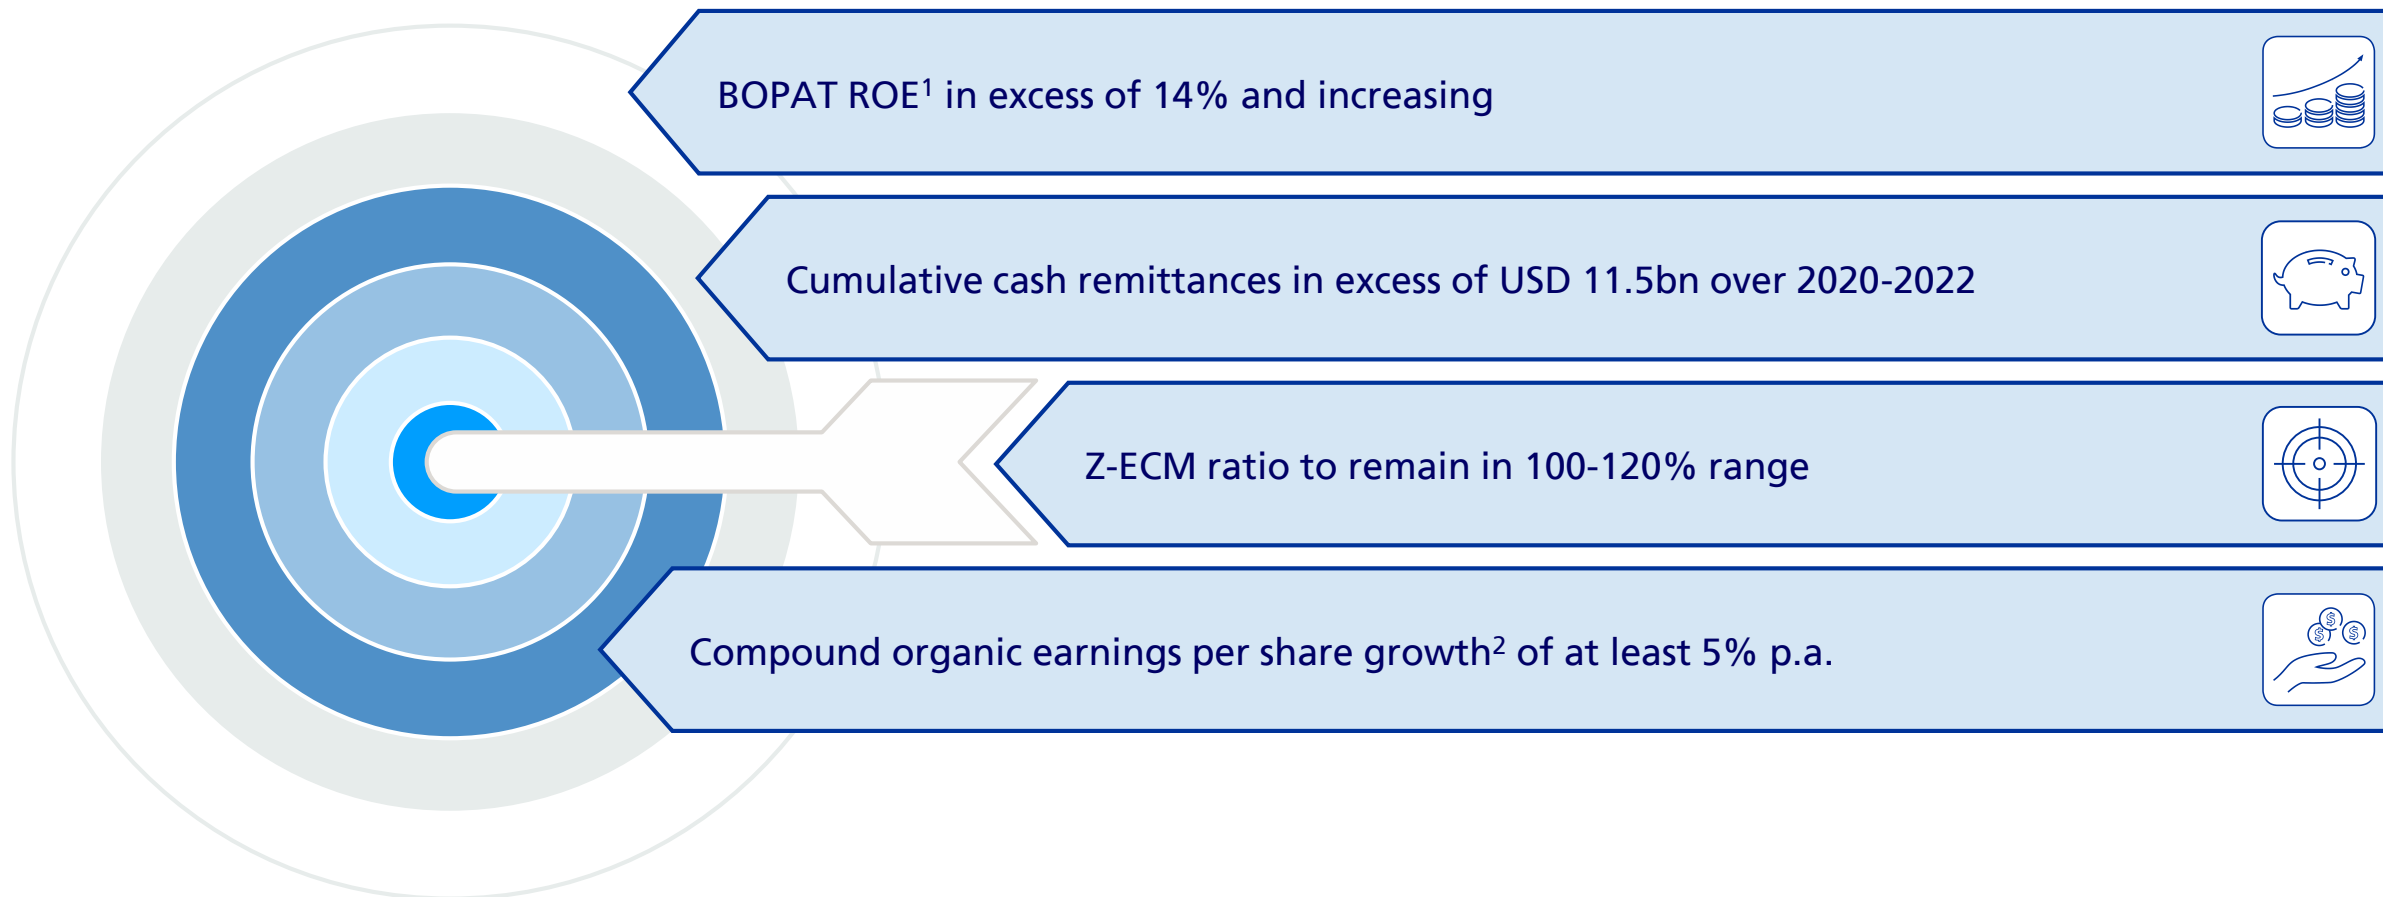 BOPAT ROE¹ in excess of 14% and increasing
Cumulative cash remittances in excess of USD 11.5bn over 2020-2022
Z-ECM ratio to remain in 100-120% range
Compound organic earnings per share growth² of at least 5% p.a.
$ $ $